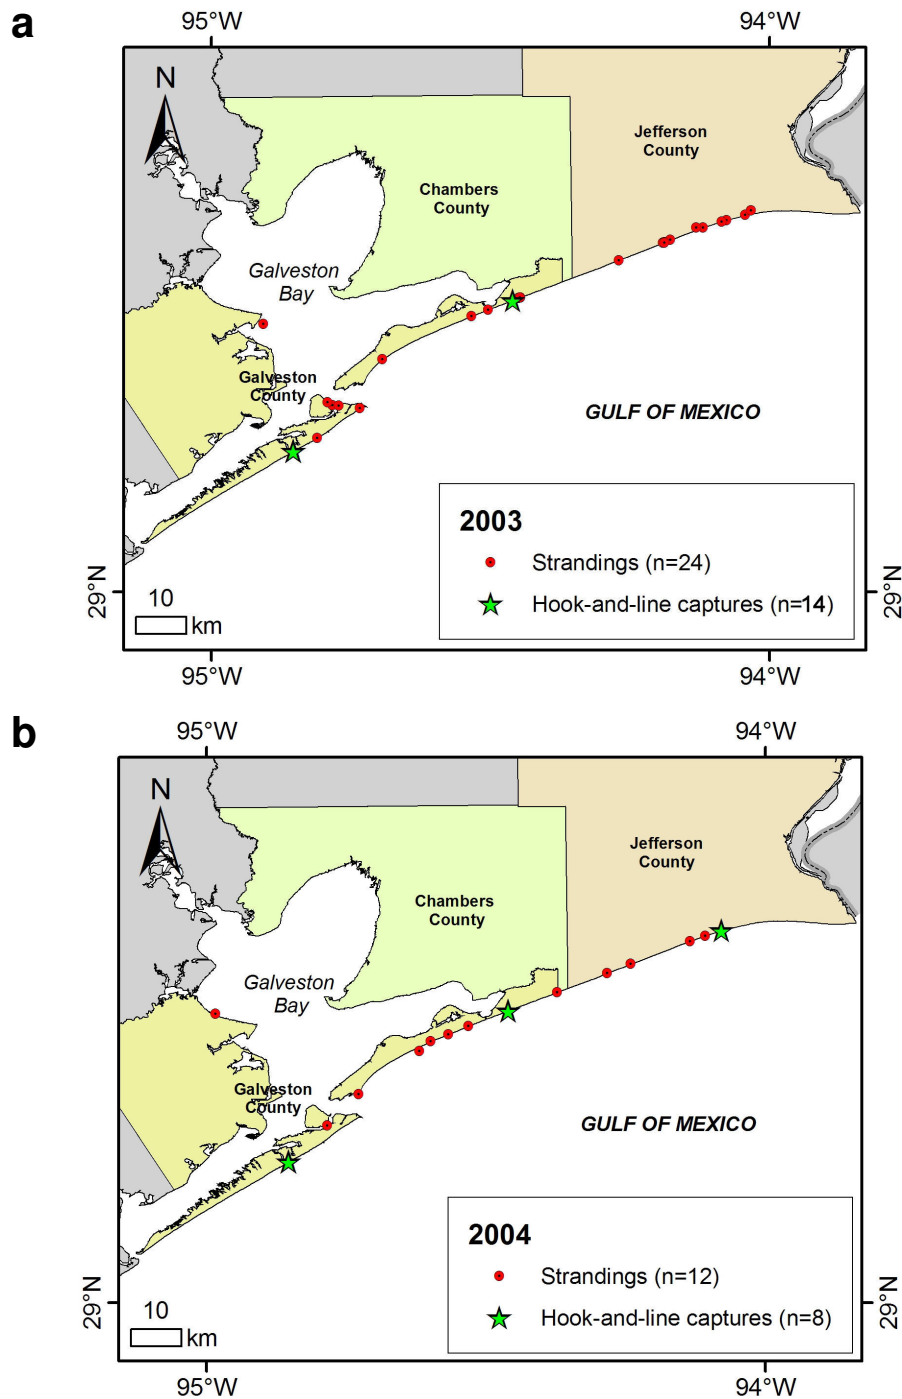 a
95°W
94°W
N
Jefferson
County
Chambers
County
Galveston
Bay
Galveston
County
GULF OF MEXICO
2003
Strandings (n=24)
Hook-and-line captures (n=14)
29°N
29°N
10
km
95°W
94°W
b
95°W
94°W
N
Jefferson
County
Chambers
County
Galveston
Bay
Galveston
County
GULF OF MEXICO
2004
Strandings (n=12)
Hook-and-line captures (n=8)
29°N
29°N
10
km
95°W
94°W